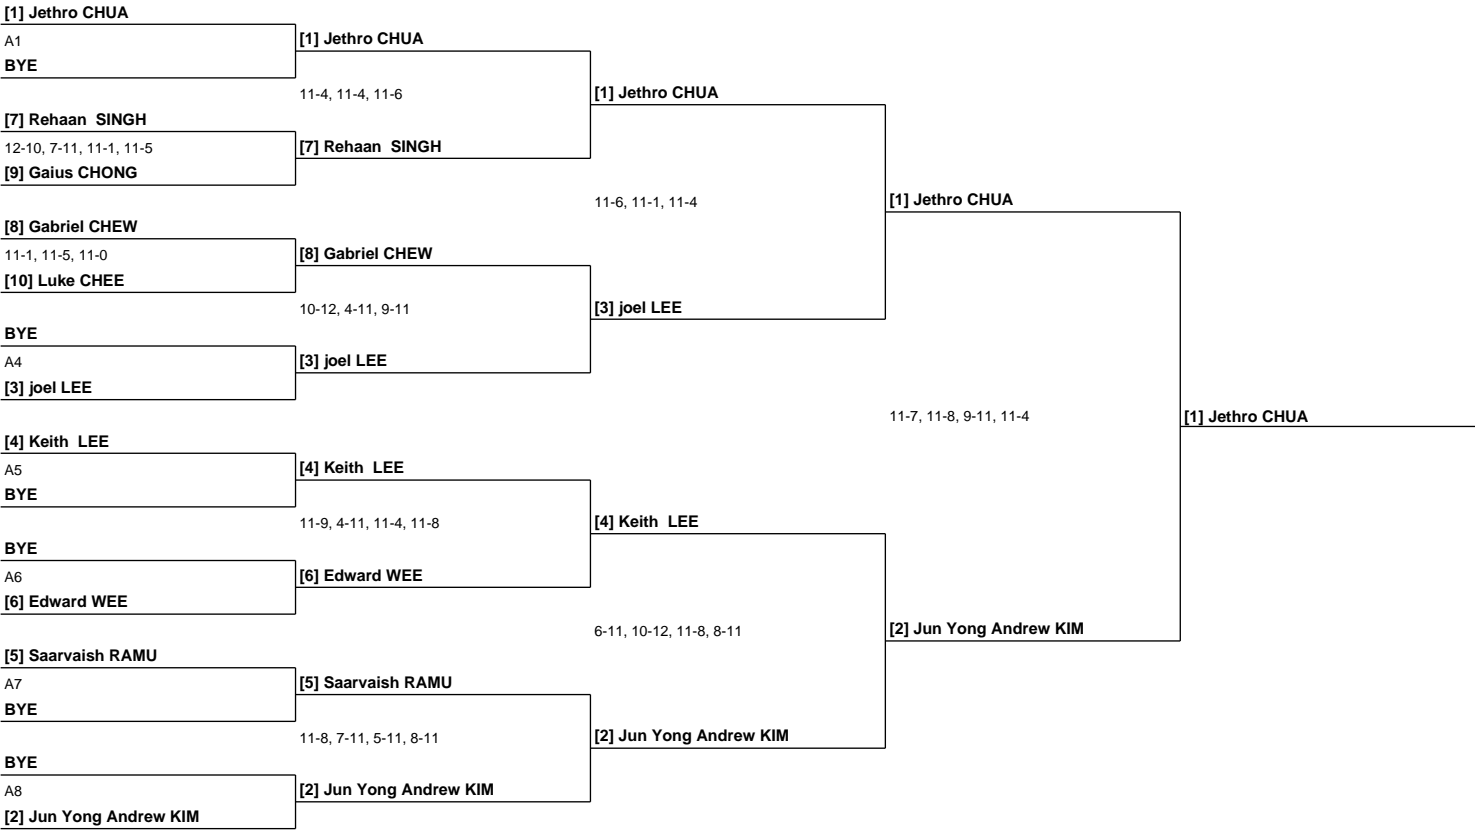 [1] Jethro CHUA
A1
BYE
[7] Rehaan  SINGH
12-10, 7-11, 11-1, 11-5
[9] Gaius CHONG
[8] Gabriel CHEW
11-1, 11-5, 11-0
[10] Luke CHEE
BYE
A4
[3] joel LEE
[4] Keith  LEE
A5
BYE
BYE
A6
[6] Edward WEE
[5] Saarvaish RAMU
A7
BYE
BYE
A8
[2] Jun Yong Andrew KIM
[1] Jethro CHUA
11-4, 11-4, 11-6
[7] Rehaan  SINGH
[8] Gabriel CHEW
10-12, 4-11, 9-11
[3] joel LEE
[4] Keith  LEE
11-9, 4-11, 11-4, 11-8
[6] Edward WEE
[5] Saarvaish RAMU
11-8, 7-11, 5-11, 8-11
[2] Jun Yong Andrew KIM
[1] Jethro CHUA
11-6, 11-1, 11-4
[3] joel LEE
[4] Keith  LEE
6-11, 10-12, 11-8, 8-11
[2] Jun Yong Andrew KIM
[1] Jethro CHUA
11-7, 11-8, 9-11, 11-4
[2] Jun Yong Andrew KIM
[1] Jethro CHUA